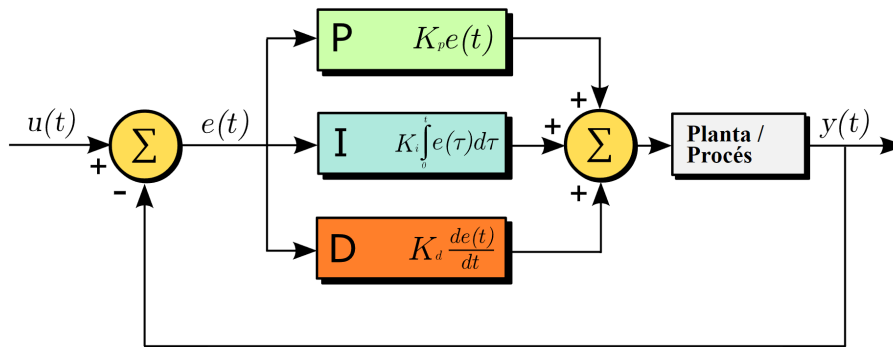 P K_p e(t)
u(t)
+
-
Σ
e(t)
I K_i ∫_0^t e(τ)dτ
D K_d de(t)/dt
+
+
+
Σ
Planta /
Procés
y(t)